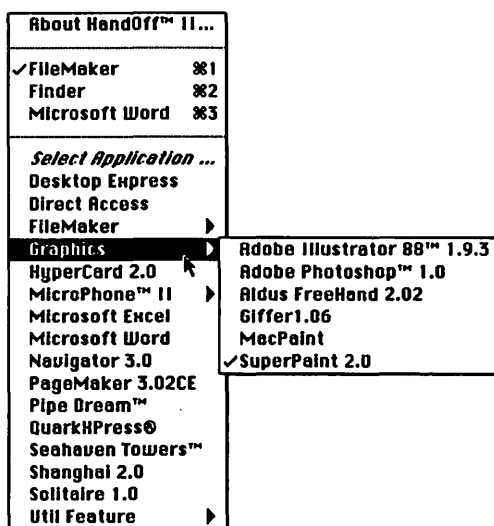 About HandOff™ II...
✓FileMaker ⌘1
Finder ⌘2
Microsoft Word ⌘3
Select Application ...
Desktop Express
Direct Access
FileMaker
Graphics
HyperCard 2.0
MicroPhone™ II
Microsoft Excel
Microsoft Word
Navigator 3.0
PageMaker 3.02CE
Pipe Dream™
QuarkXPress®
Seahaven Towers™
Shanghai 2.0
Solitaire 1.0
Util Feature
Adobe Illustrator 88™ 1.9.3
Adobe Photoshop™ 1.0
Aldus FreeHand 2.02
Giffer1.06
MacPaint
✓SuperPaint 2.0